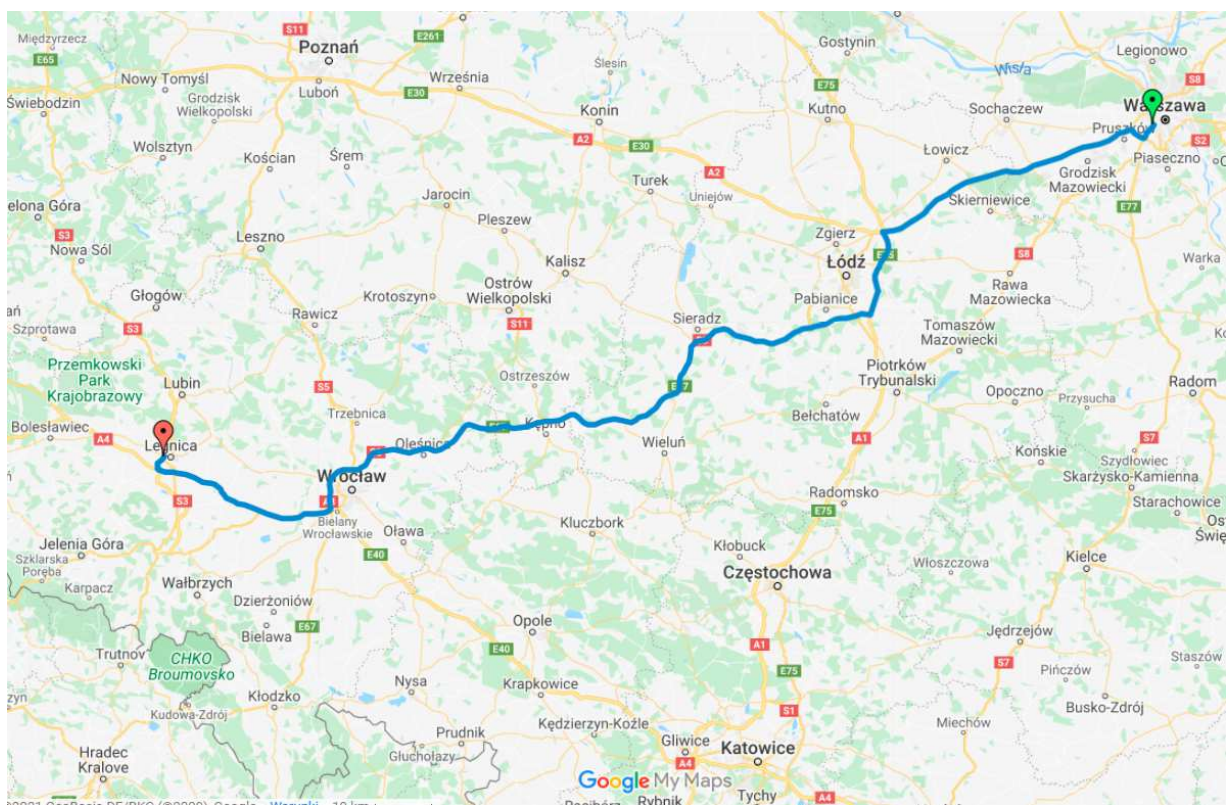 Międzyrzecz
E65
Świebodzin
Nowy Tomyśl
Grodzisk
Wielkopolski
Wolsztyn
S11
Poznań
Luboń
E261
E30
Września
Kościan
Śrem
Ślesin
Konin
A2
E30
Turek
Uniejów
A2
Gostynin
E75
Kutno
Wisła
Legionowo
S8
Warszawa
Sochaczew
Pruszków
S2
Piaseczno
Łowicz
Grodzisk
Mazowiecki
E77
Skierniewice
S8
Warka
Rawa
Mazowiecka
elona Góra
S3
Nowa Sól
Leszno
Jarocin
Pleszew
Kalisz
Zgierz
Łódź
Pabianice
Głogów
Szprotawa
S3
Rawicz
Krotoszyn
Ostrów
Wielkopolski
S11
Sieradz
Tomaszów
Mazowiecki
Przemkowski
Park
Krajobrazowy
Lubin
S5
Ostrzeszów
Piotrków
Trybunalski
Opoczno
Przysucha
Radom
Bolesławiec
A4
Legnica
Trzebnica
Oleśnica
Kępno
Wieluń
Bełchatów
A1
S7
Szydłowiec
Skarżysko-Kamienna
Końskie
Starachowice
Wrocław
Bielany
Wrocławskie
S3
Oława
E40
Kluczbork
Radomsko
E75
Kłobuck
Częstochowa
Włoszczowa
Kielce
Jelenia Góra
Szklarska
Poręba
Karpacz
Wałbrzych
Dzierżoniów
E67
Bielawa
Opole
E40
A1
E75
Jędrzejów
S7
Pińczów
Staszów
Trutnov
CHKO
Broumovsko
Kłodzko
Kudowa-Zdrój
Nysa
Krapkowice
S1
Busko-Zdrój
Miechów
Hradec
Kralove
Prudnik
Głuchołazy
Kędzierzyn-Koźle
Gliwice
A4
Katowice
Google My Maps
Rybnik
Tychy
A4